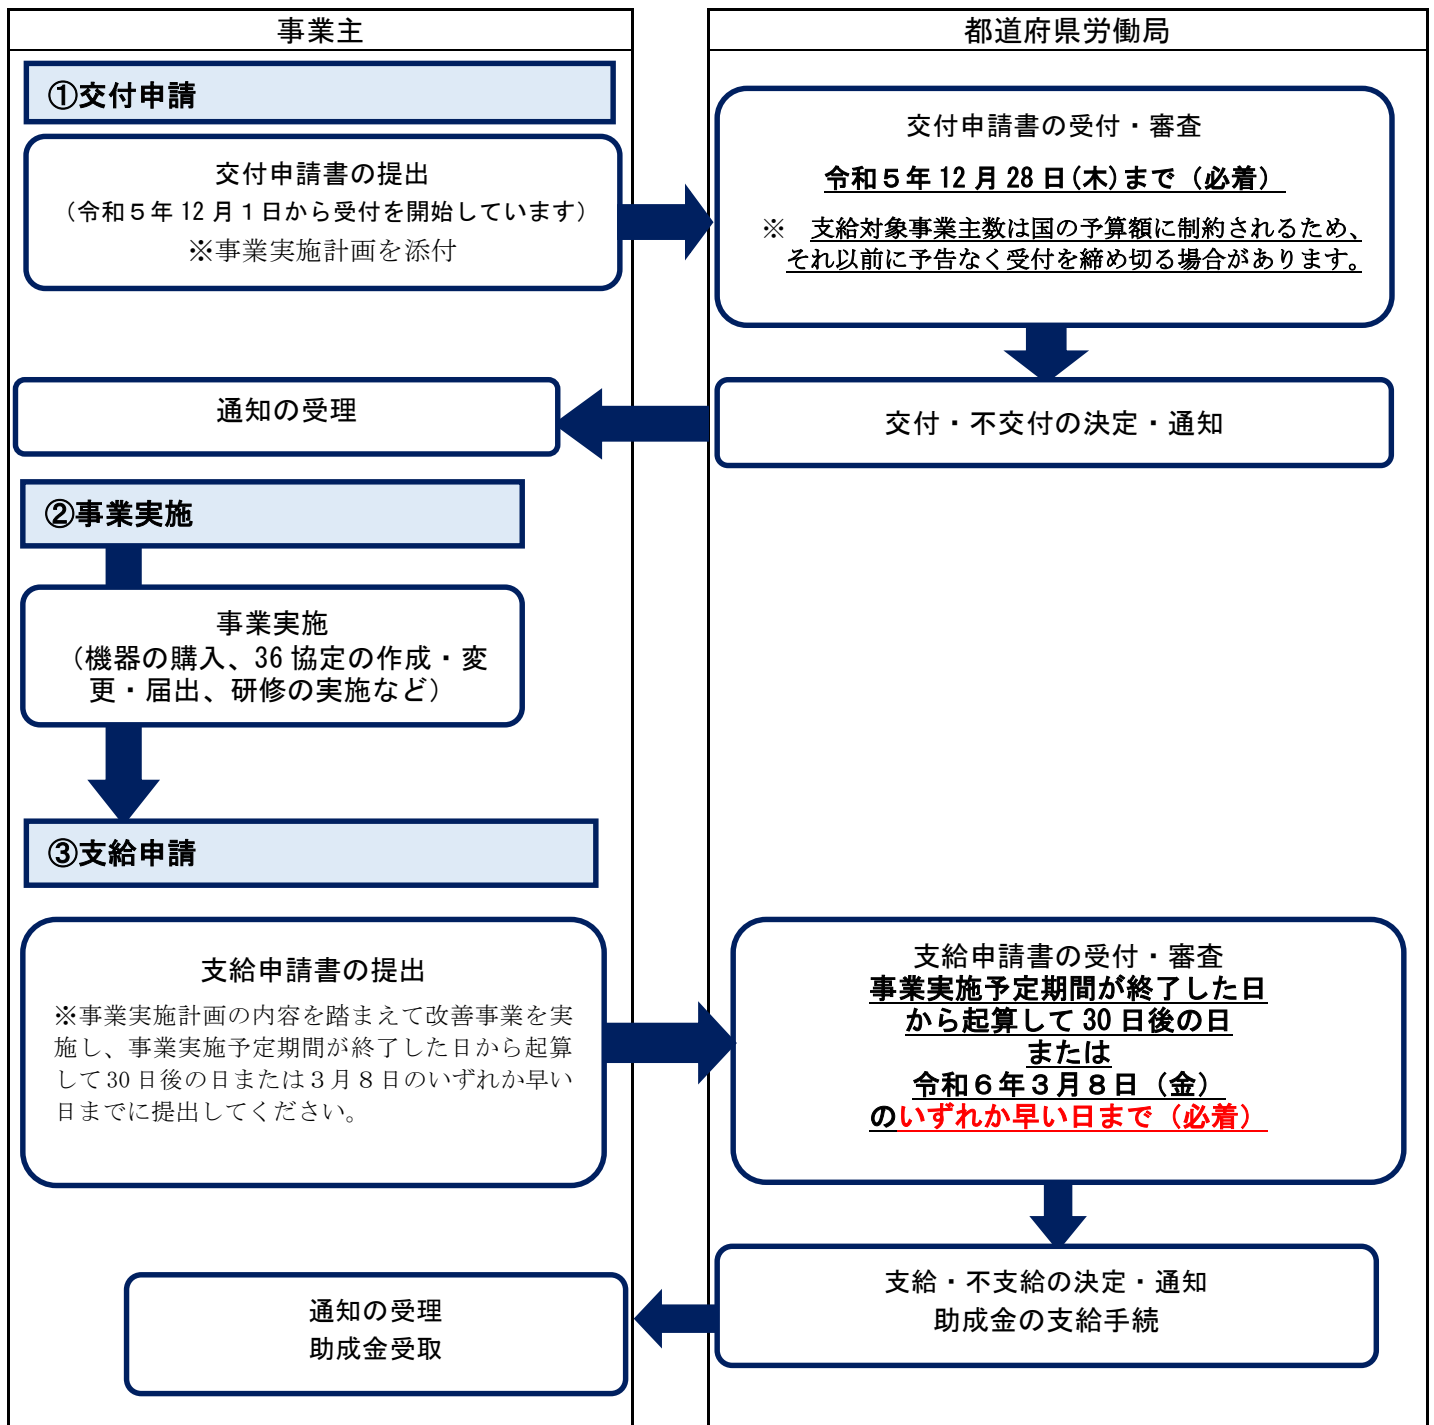 事業主
都道府県労働局
①交付申請
交付申請書の提出
（令和５年 12 月１日から受付を開始しています）
※事業実施計画を添付
交付申請書の受付・審査
令和５年 12 月 28 日(木)まで（必着）
※　支給対象事業主数は国の予算額に制約されるため、
それ以前に予告なく受付を締め切る場合があります。
交付・不交付の決定・通知
通知の受理
②事業実施
事業実施
（機器の購入、36 協定の作成・変
更・届出、研修の実施など）
③支給申請
支給申請書の提出
※事業実施計画の内容を踏まえて改善事業を実
施し、事業実施予定期間が終了した日から起算
して 30 日後の日または３月８日のいずれか早い
日までに提出してください。
支給申請書の受付・審査
事業実施予定期間が終了した日
から起算して 30 日後の日
または
令和６年３月８日（金）
のいずれか早い日まで（必着）
支給・不支給の決定・通知
助成金の支給手続
通知の受理
助成金受取